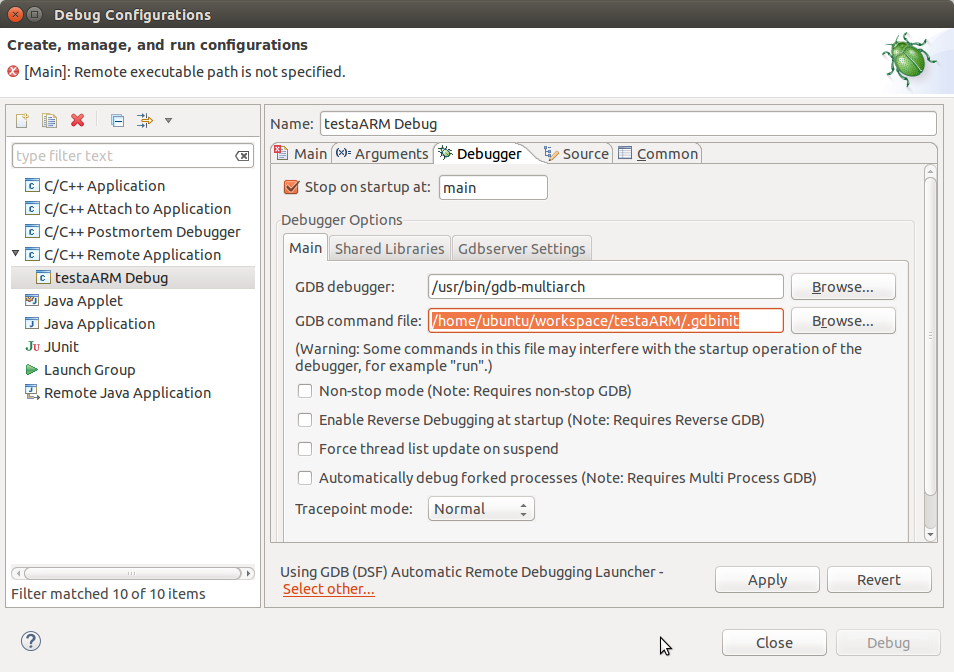 Debug Configurations
Create, manage, and run configurations
[Main]: Remote executable path is not specified.
type filter text
C/C++ Application
C/C++ Attach to Application
C/C++ Postmortem Debugger
C/C++ Remote Application
testaARM Debug
Java Applet
Java Application
JUnit
Launch Group
Remote Java Application
Filter matched 10 of 10 items
Name: testaARM Debug
Main (x)= Arguments Debugger Source Common
Stop on startup at: main
Debugger Options
Main Shared Libraries Gdbserver Settings
GDB debugger: /usr/bin/gdb-multiarch Browse...
GDB command file: /home/ubuntu/workspace/testaARM/.gdbinit Browse...
(Warning: Some commands in this file may interfere with the startup operation of the
debugger, for example "run".)
Non-stop mode (Note: Requires non-stop GDB)
Enable Reverse Debugging at startup (Note: Requires Reverse GDB)
Force thread list update on suspend
Automatically debug forked processes (Note: Requires Multi Process GDB)
Tracepoint mode: Normal
Using GDB (DSF) Automatic Remote Debugging Launcher -
Select other...
Apply Revert
Close Debug